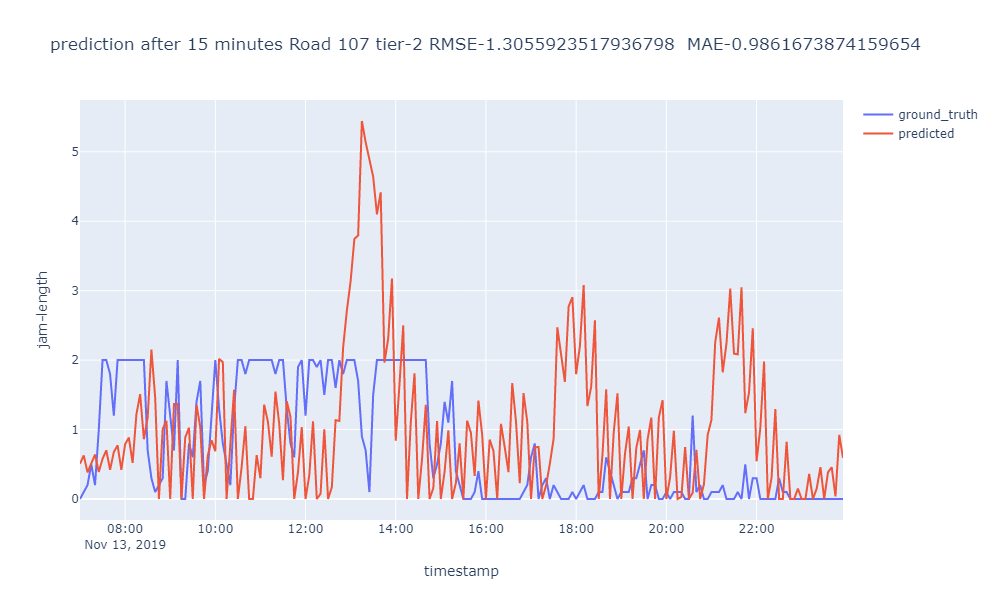 prediction after 15 minutes Road 107 tier-2 RMSE-1.3055923517936798 MAE-0.9861673874159654
ground_truth
predicted
5
4
3
2
1
0
jam-length
08:00 10:00 12:00 14:00 16:00 18:00 20:00 22:00
Nov 13, 2019
timestamp